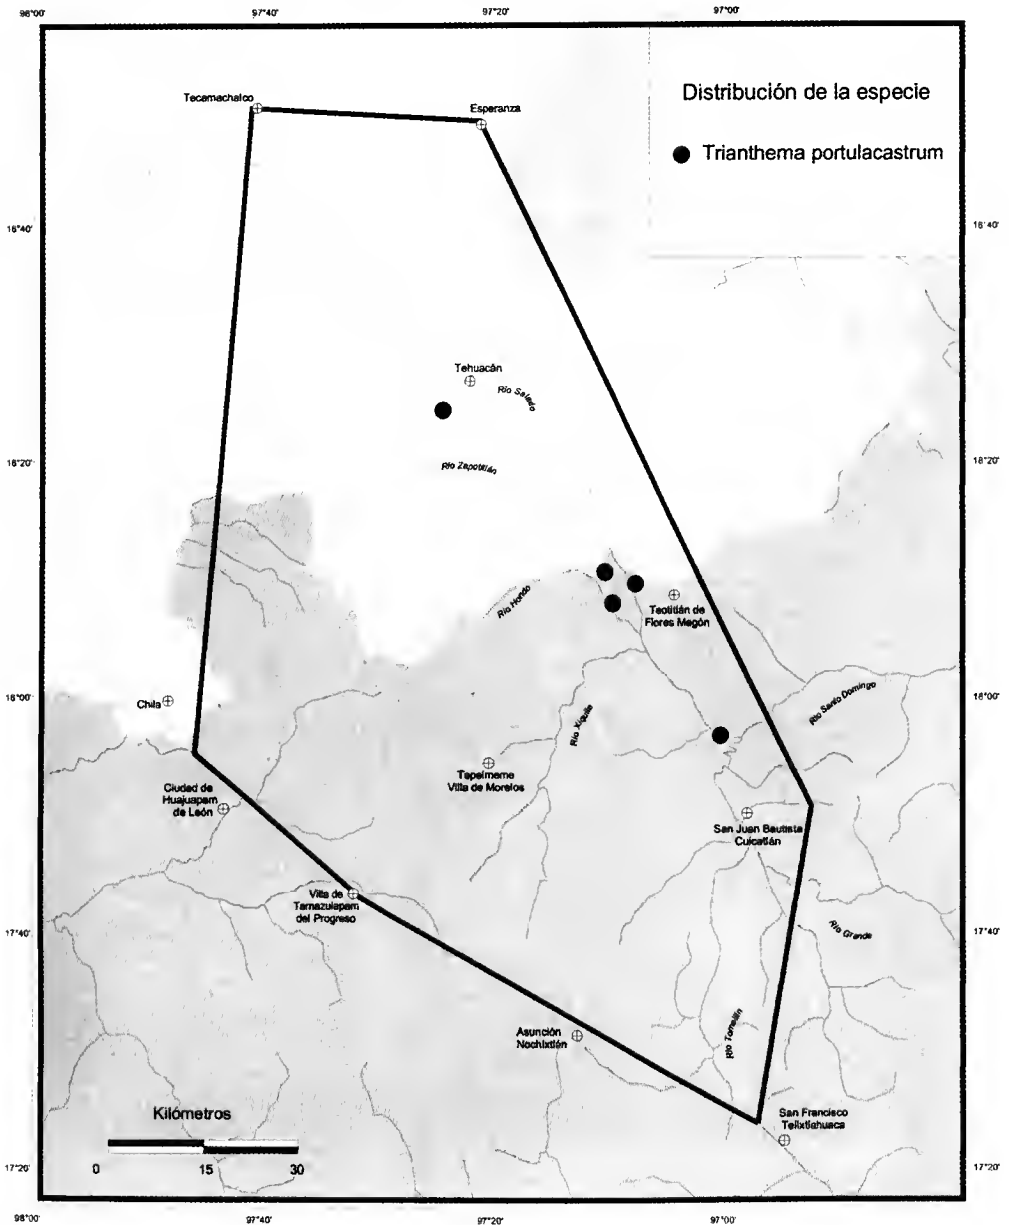 98°00'
97°40'
97°20'
97°00'
Distribución de la especie
Trianthema portulacastrum
Tecamachalco
Esperanza
18°40'
18°40'
Tehuacán
Río Salado
Río Zapotitlán
18°20'
18°20'
Río Hondo
Teotitlán de
Flores Magón
18°00'
18°00'
Chila
Río Santo Domingo
Río Xiquila
Tepelmeme
Villa de Morelos
Ciudad de
Huajuapam
de León
San Juan Bautista
Cuicatlán
Villa de
Tamazulapam
del Progreso
Río Grande
17°40'
17°40'
Asunción
Nochixtlán
Río Tomellín
San Francisco
Telixtlahuaca
Kilómetros
0 15 30
17°20'
17°20'
98°00'
97°40'
97°20'
97°00'